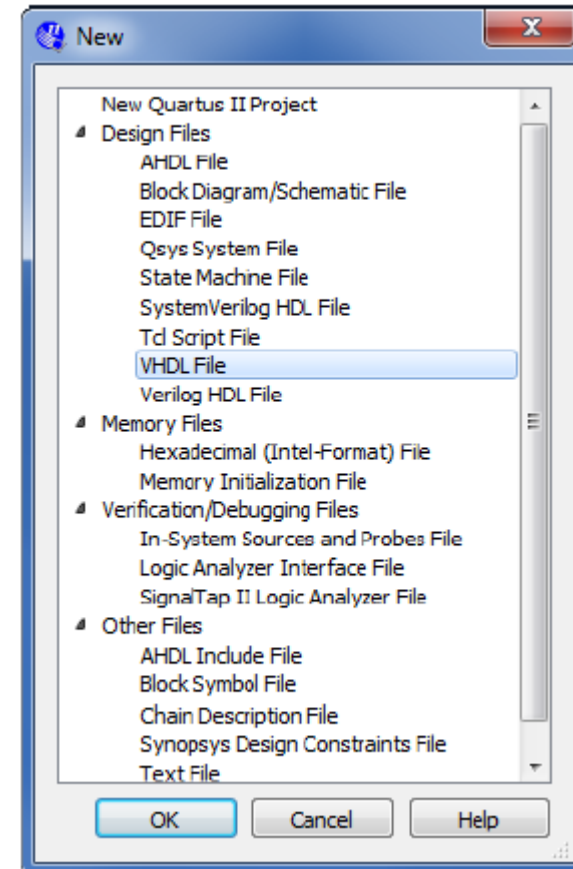 New
New Quartus II Project
Design Files
AHDL File
Block Diagram/Schematic File
EDIF File
Qsys System File
State Machine File
SystemVerilog HDL File
Tcl Script File
VHDL File
Verilog HDL File
Memory Files
Hexadecimal (Intel-Format) File
Memory Initialization File
Verification/Debugging Files
In-System Sources and Probes File
Logic Analyzer Interface File
SignalTap II Logic Analyzer File
Other Files
AHDL Include File
Block Symbol File
Chain Description File
Synopsys Design Constraints File
Text File
OK Cancel Help